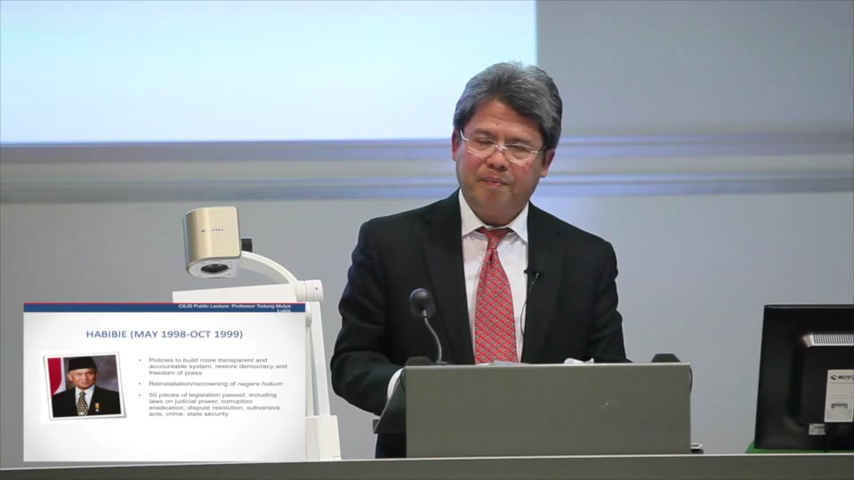 CILIS Public Lecture: Professor Todung Mulya
Lubis
HABIBIE (MAY 1998-OCT 1999)
• Policies to build more transparent and
accountable system, restore democracy and
freedom of press
• Reinstallation/recrowning of negara hukum
• 50 pieces of legislation passed, including
laws on judicial power, corruption
eradication, dispute resolution, subversive
acts, crime, state security